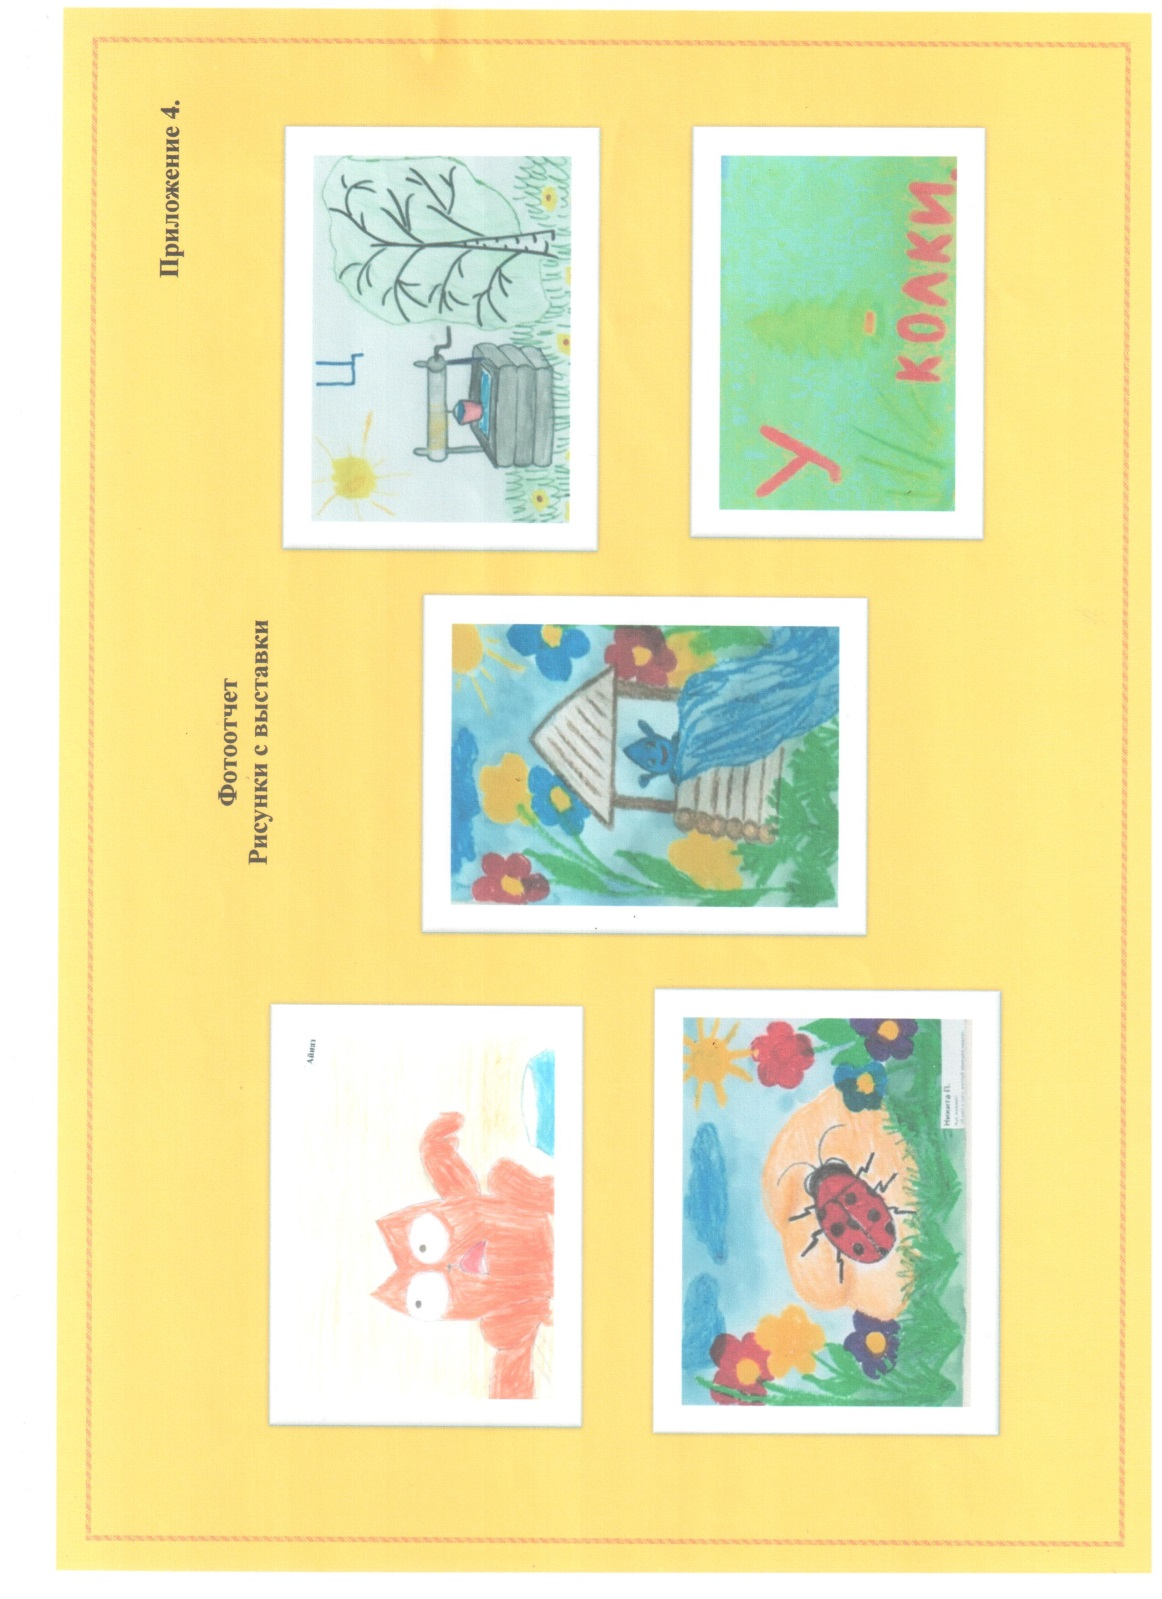 Приложение 4.
Фотоотчет
Рисунки с выставки
Айназ
Ц
Никита П.
У
КОЛКИ